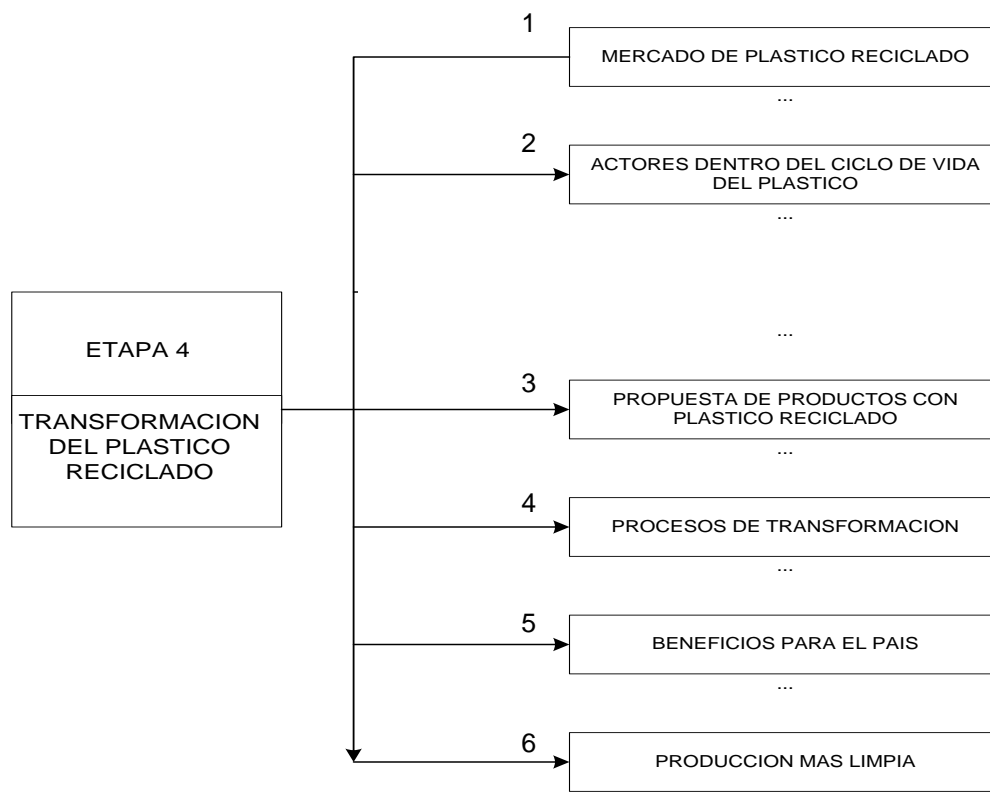 1
MERCADO DE PLASTICO RECICLADO
...
2
ACTORES DENTRO DEL CICLO DE VIDA
DEL PLASTICO
...
...
ETAPA 4
TRANSFORMACION
DEL PLASTICO
RECICLADO
3
PROPUESTA DE PRODUCTOS CON
PLASTICO RECICLADO
...
4
PROCESOS DE TRANSFORMACION
...
5
BENEFICIOS PARA EL PAIS
...
6
PRODUCCION MAS LIMPIA